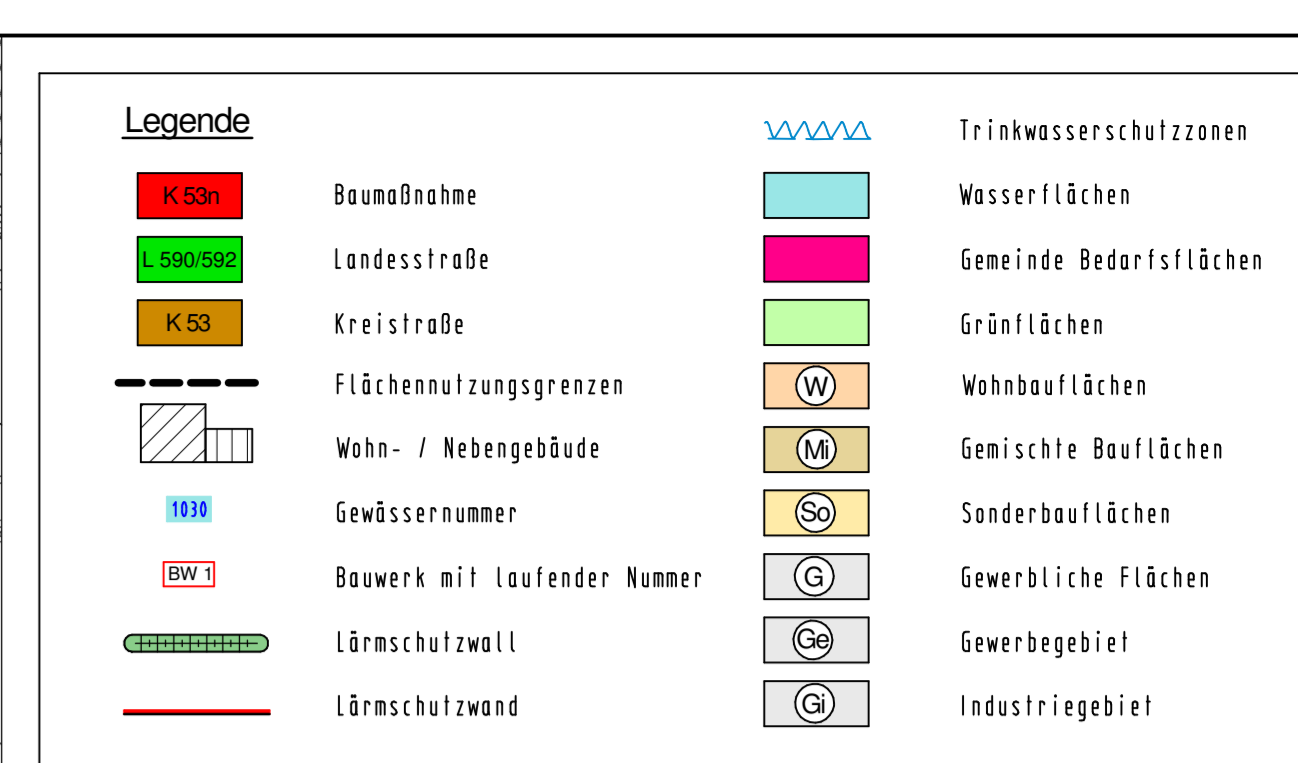 Legende
K 53n Baumaßnahme
L 590/592 Landesstraße
K 53 Kreistraße
Flächennutzungsgrenzen
Wohn- / Nebengebäude
1030 Gewässernummer
BW 1 Bauwerk mit laufender Nummer
Lärmschutzwall
Lärmschutzwand
Trinkwasserschutzzonen
Wasserflächen
Gemeinde Bedarfsflächen
Grünflächen
W Wohnbauflächen
Mi Gemischte Bauflächen
So Sonderbauflächen
G Gewerbliche Flächen
Ge Gewerbegebiet
Gi Industriegebiet